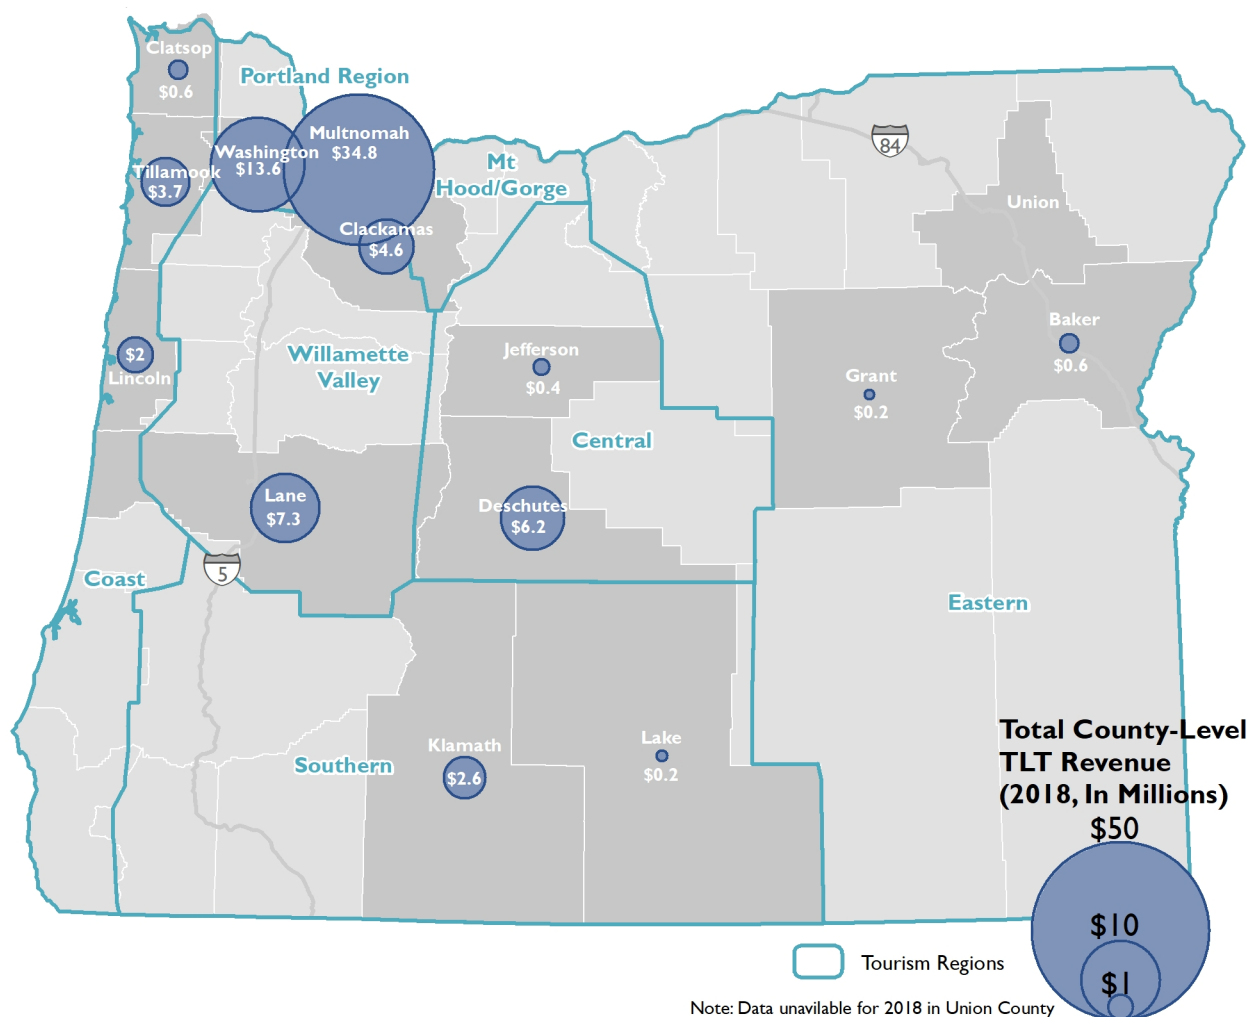 Clatsop
$0.6
Portland Region
Multnomah
$34.8
Washington
$13.6
Tillamook
$3.7
Mt
Hood/Gorge
84
Union
Clackamas
$4.6
Baker
$0.6
$2
Lincoln
Willamette
Valley
Jefferson
$0.4
Grant
$0.2
Central
Lane
$7.3
Deschutes
$6.2
5
Coast
Eastern
Klamath
$2.6
Lake
$0.2
Southern
Total County-Level
TLT Revenue
(2018, In Millions)
$50
$10
$1
Tourism Regions
Note: Data unavilable for 2018 in Union County